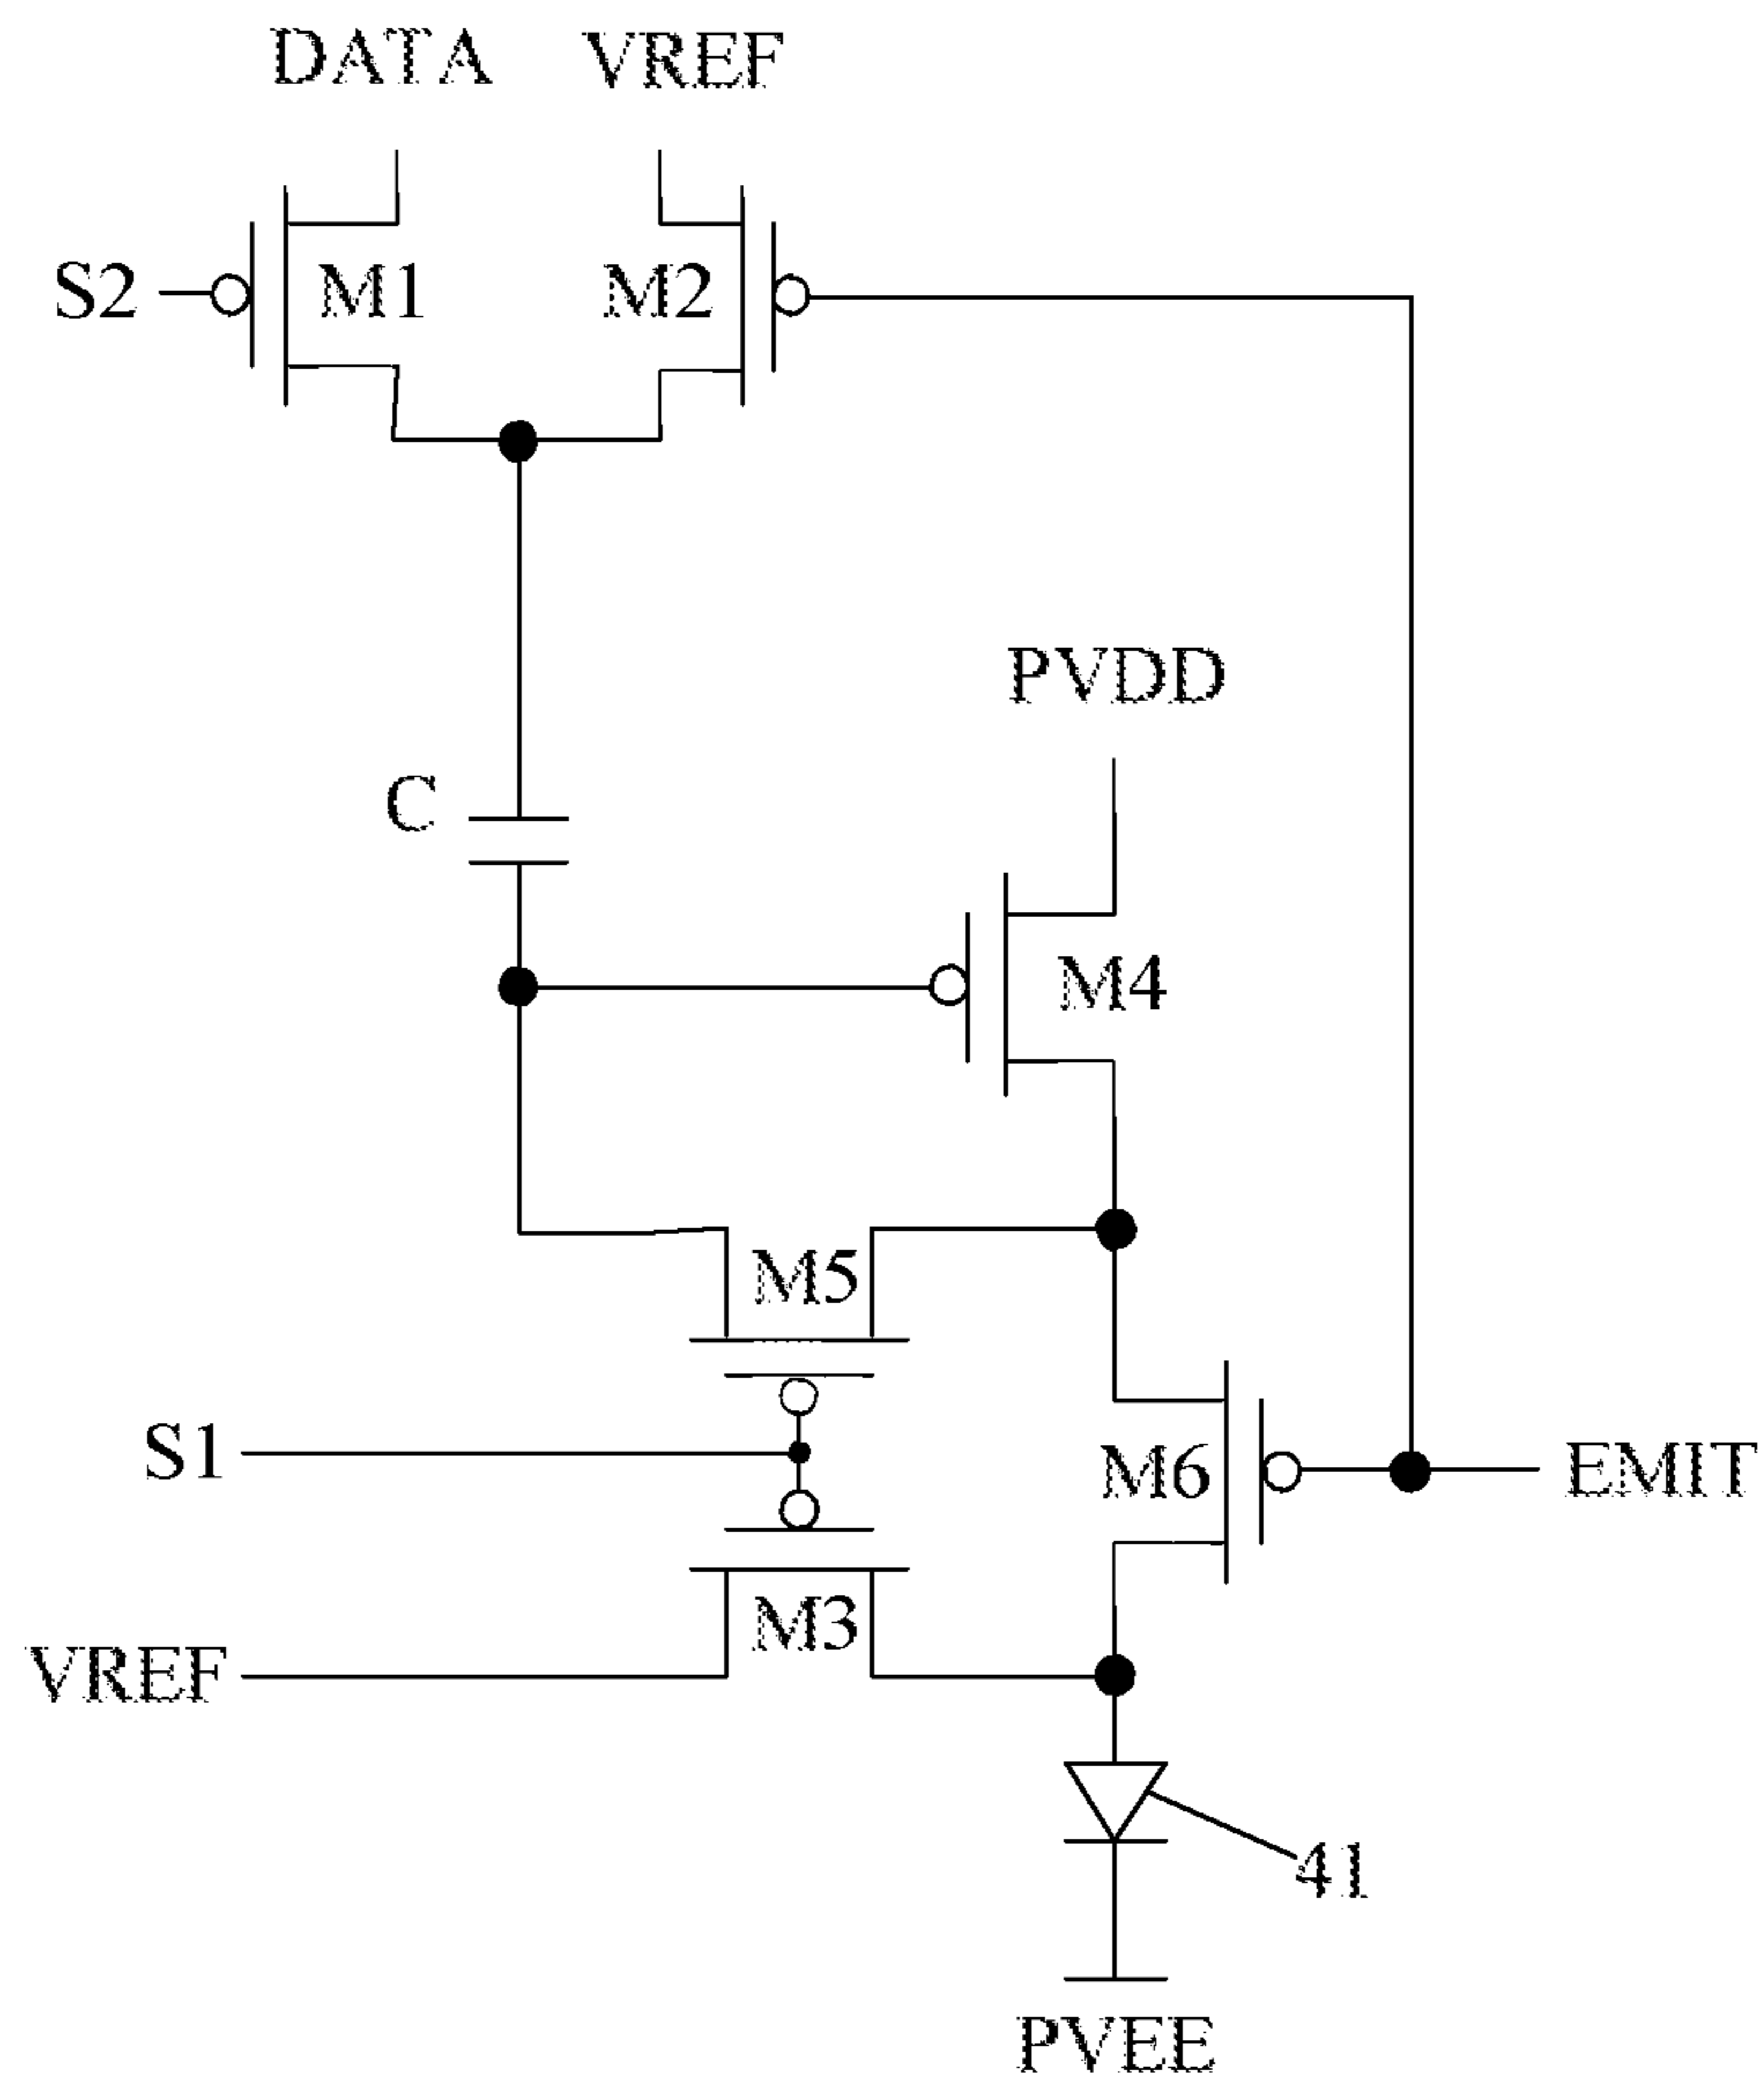 DATA VREF
S2 M1 M2
PVDD
C
M4
M5
S1
M6 EMIT
M3
VREF
41
PVEE